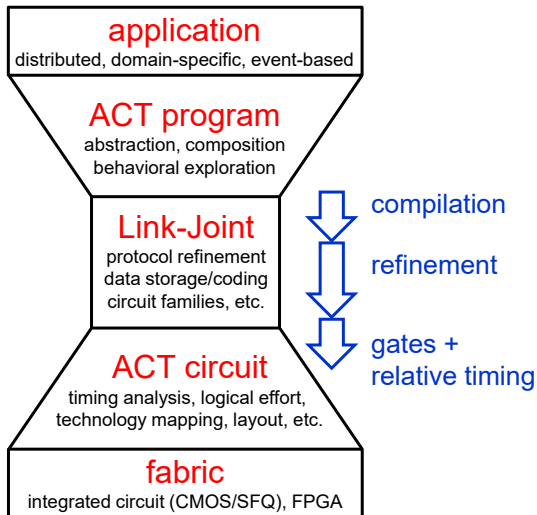 application
distributed, domain-specific, event-based
ACT program
abstraction, composition
behavioral exploration
Link-Joint
protocol refinement
data storage/coding
circuit families, etc.
compilation
refinement
gates +
relative timing
ACT circuit
timing analysis, logical effort,
technology mapping, layout, etc.
fabric
integrated circuit (CMOS/SFQ), FPGA